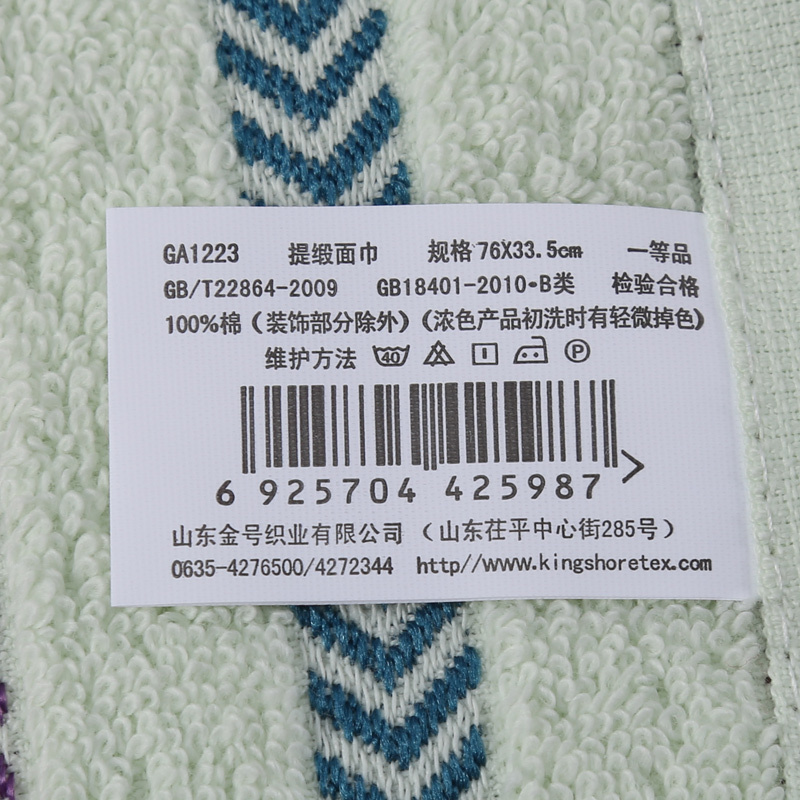 GA1223 提缎面巾 规格76X33.5cm 一等品
GB/T22864-2009 GB18401-2010•B类 检验合格
100%棉（装饰部分除外）（浓色产品初洗时有轻微掉色）
维护方法 40 P
6 925704 425987 >
山东金号织业有限公司（山东茌平中心街285号）
0635-4276500/4272344 http//www.kingshoretex.com